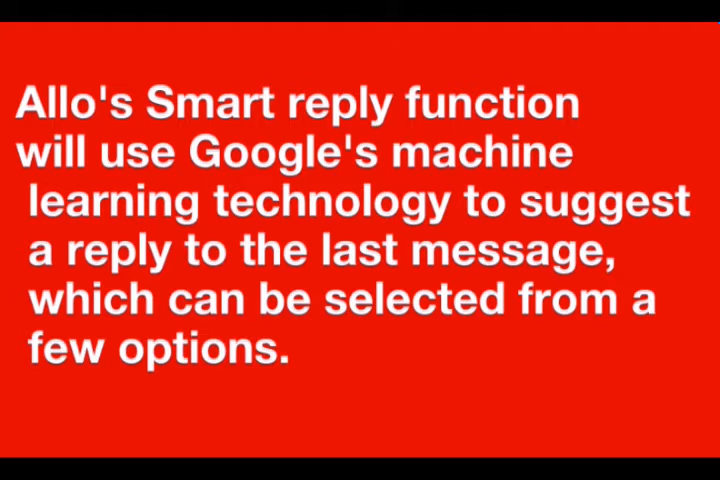 Allo's Smart reply function
will use Google's machine
learning technology to suggest
a reply to the last message,
which can be selected from a
few options.